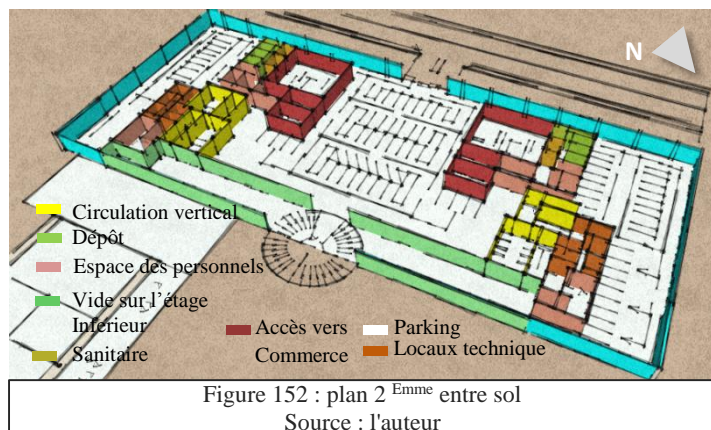 N
Circulation vertical
Dépôt
Espace des personnels
Vide sur l'étage
Inférieur
Sanitaire
Accès vers
Commerce
Parking
Locaux technique
Figure 152 : plan 2 Emme entre sol
Source : l'auteur